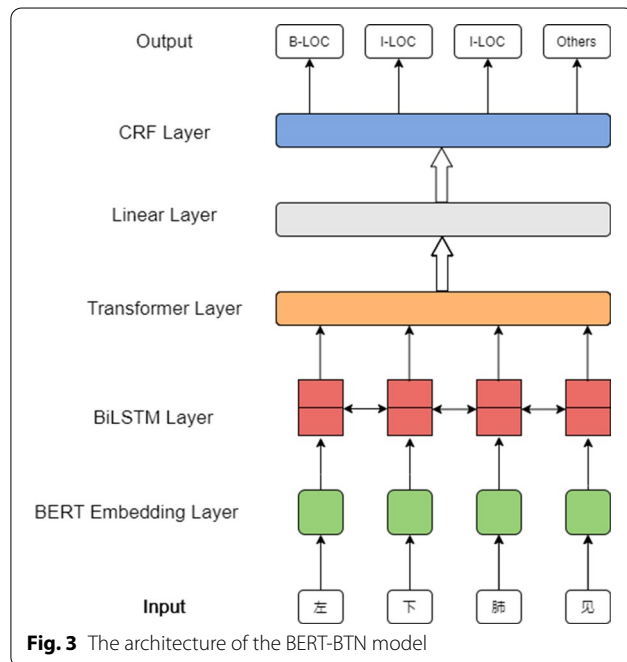 Output B-LOC I-LOC I-LOC Others
CRF Layer
Linear Layer
Transformer Layer
BiLSTM Layer
BERT Embedding Layer
Input 左 下 肺 见
Fig. 3 The architecture of the BERT-BTN model